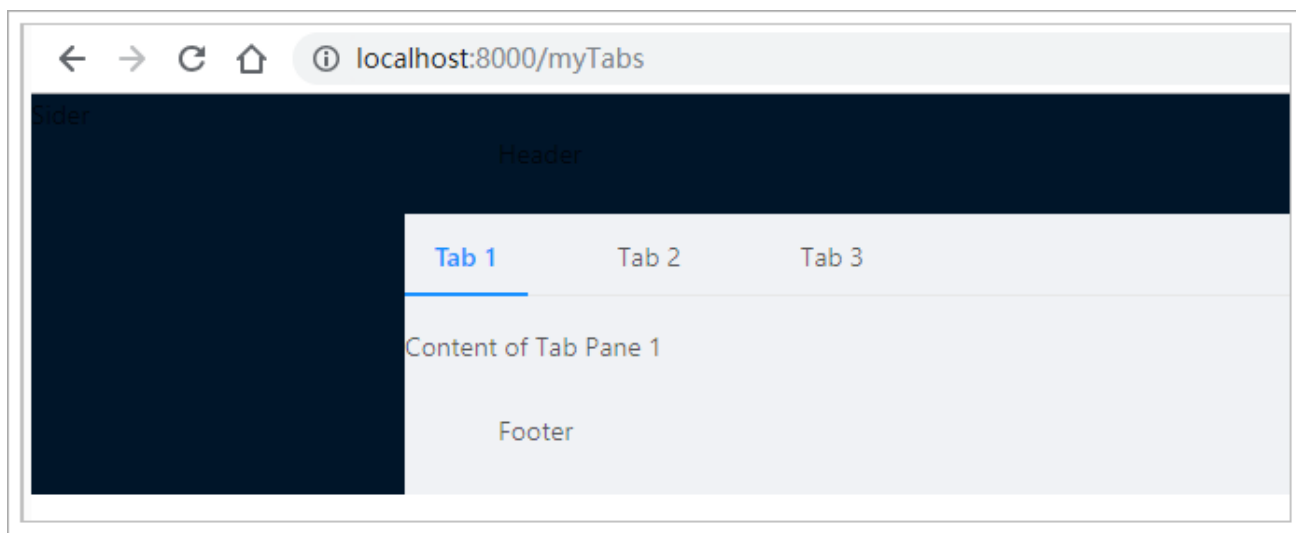 localhost:8000/myTabs
Sider
Header
Tab 1 Tab 2 Tab 3
Content of Tab Pane 1
Footer